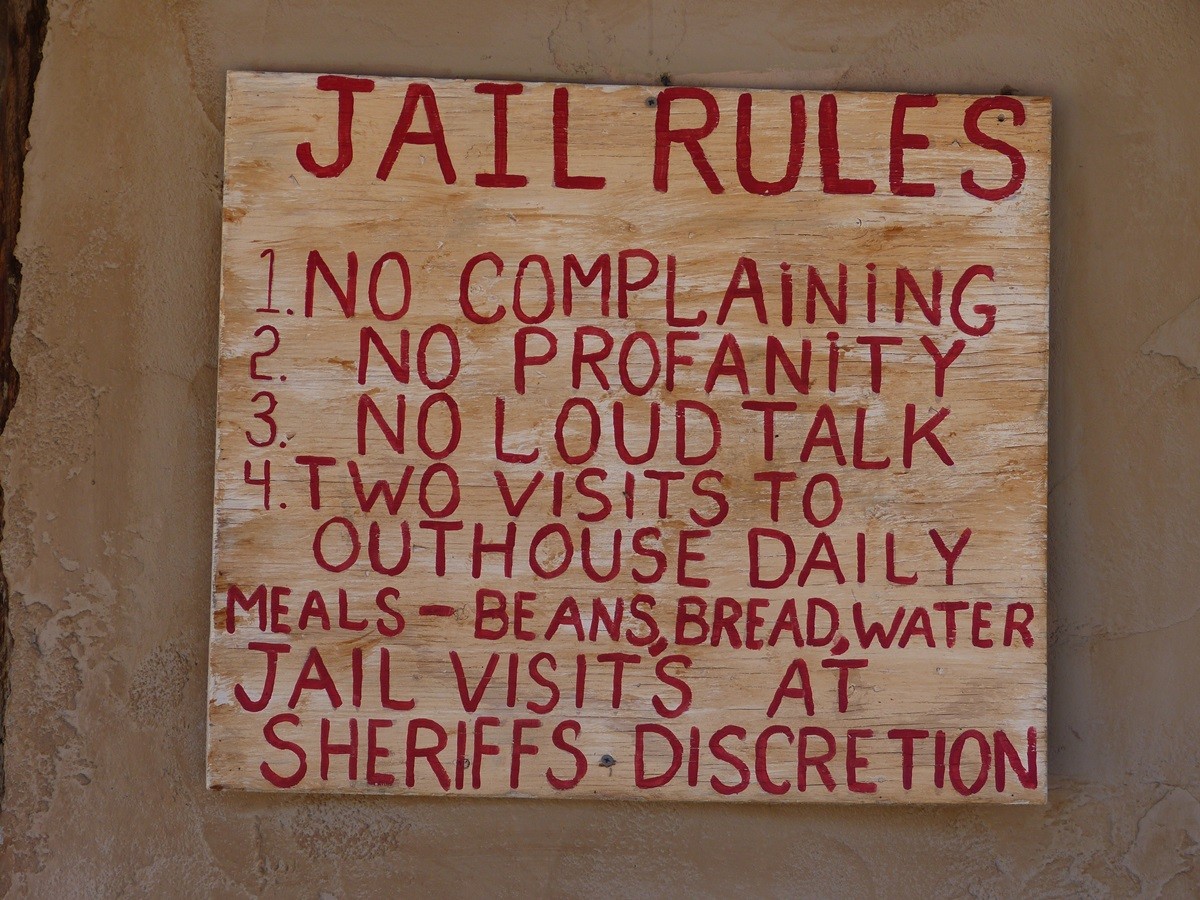 JAIL RULES
1. NO COMPLAiNiNG
2. NO PROFANiTY
3. NO LOUD TALK
4. TWO VISITS TO
OUTHOUSE DAILY
MEALS - BEANS, BREAD, WATER
JAIL VISITS AT
SHERIFFS DISCRETION